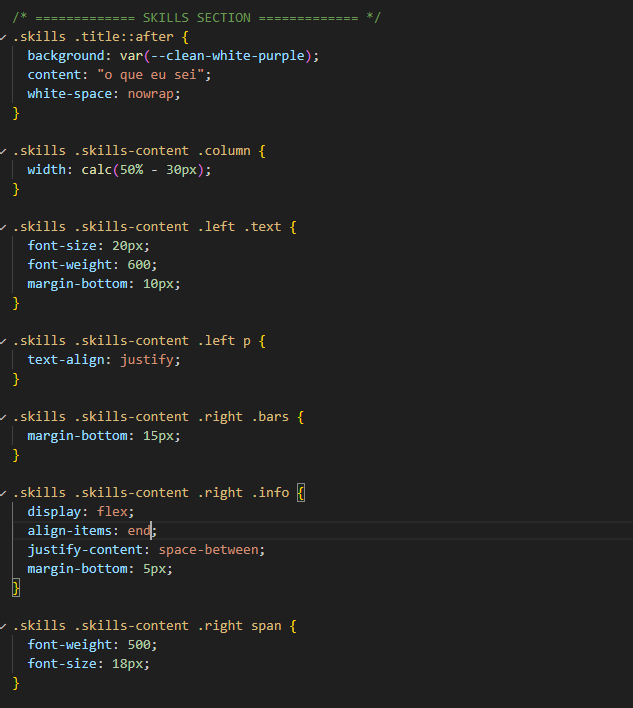 /* ============= SKILLS SECTION ============= */
.skills .title::after {
background: var(--clean-white-purple);
content: "o que eu sei";
white-space: nowrap;
}
.skills .skills-content .column {
width: calc(50% - 30px);
}
.skills .skills-content .left .text {
font-size: 20px;
font-weight: 600;
margin-bottom: 10px;
}
.skills .skills-content .left p {
text-align: justify;
}
.skills .skills-content .right .bars {
margin-bottom: 15px;
}
.skills .skills-content .right .info {
display: flex;
align-items: end;
justify-content: space-between;
margin-bottom: 5px;
}
.skills .skills-content .right span {
font-weight: 500;
font-size: 18px;
}